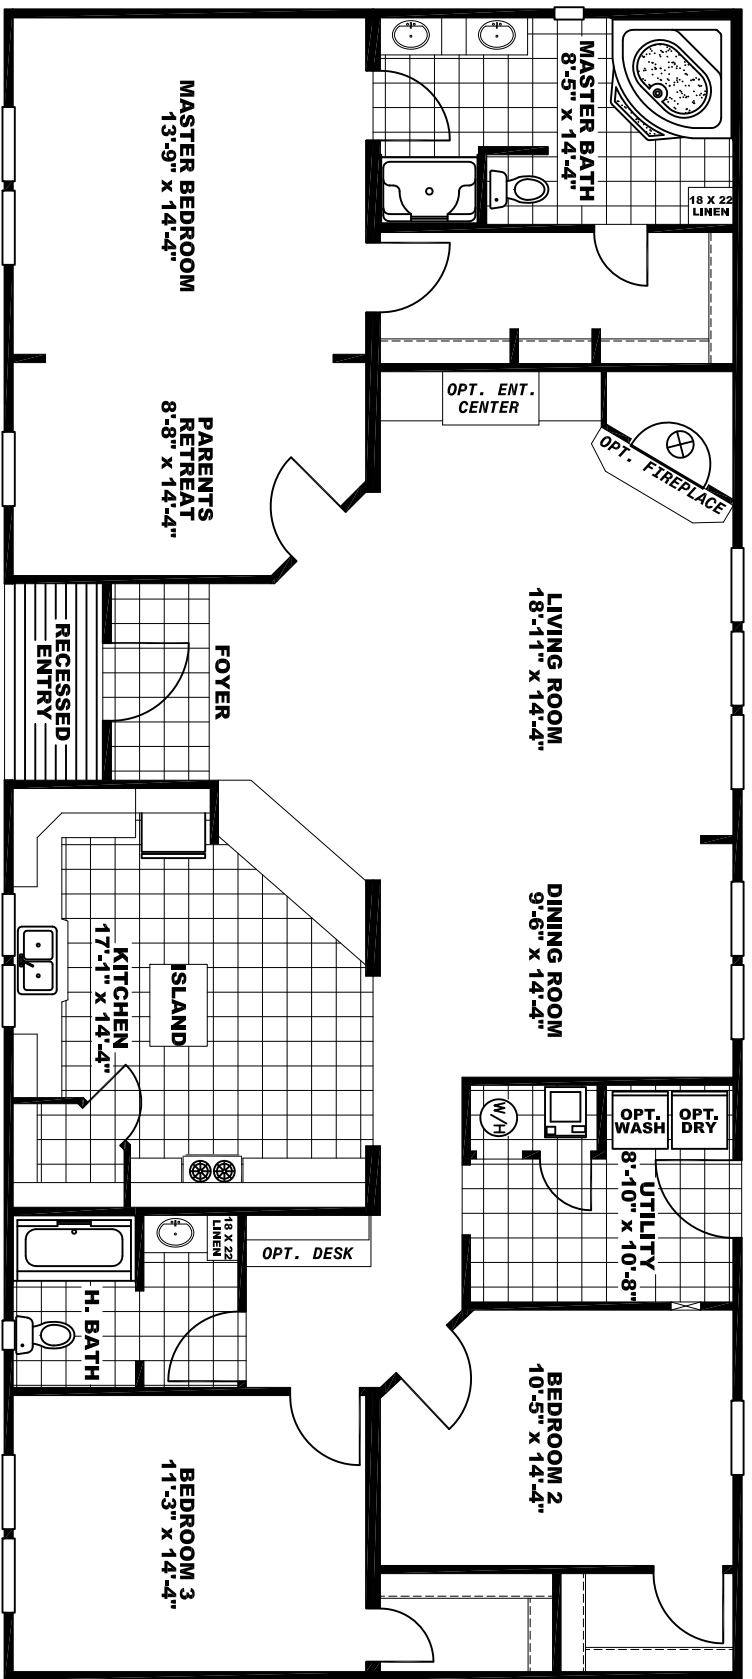 MASTER BATH
8'-5" x 14'-4"
18 X 22
LINEN
MASTER BEDROOM
13'-9" x 14'-4"
OPT. ENT.
CENTER
OPT. FIREPLACE
PARENTS
RETREAT
8'-8" x 14'-4"
LIVING ROOM
18'-11" x 14'-4"
FOYER
RECESSED
ENTRY
DINING ROOM
9'-6" x 14'-4"
KITCHEN
17'-1" x 14'-4"
ISLAND
W/H
OPT.
WASH
OPT.
DRY
UTILITY
8'-10" x 10'-8"
18 X 22
LINEN
OPT. DESK
H. BATH
BEDROOM 2
10'-5" x 14'-4"
BEDROOM 3
11'-3" x 14'-4"